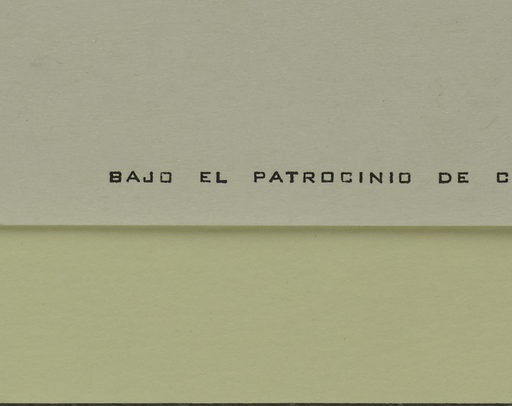 BAJO EL PATROCINIO DE C